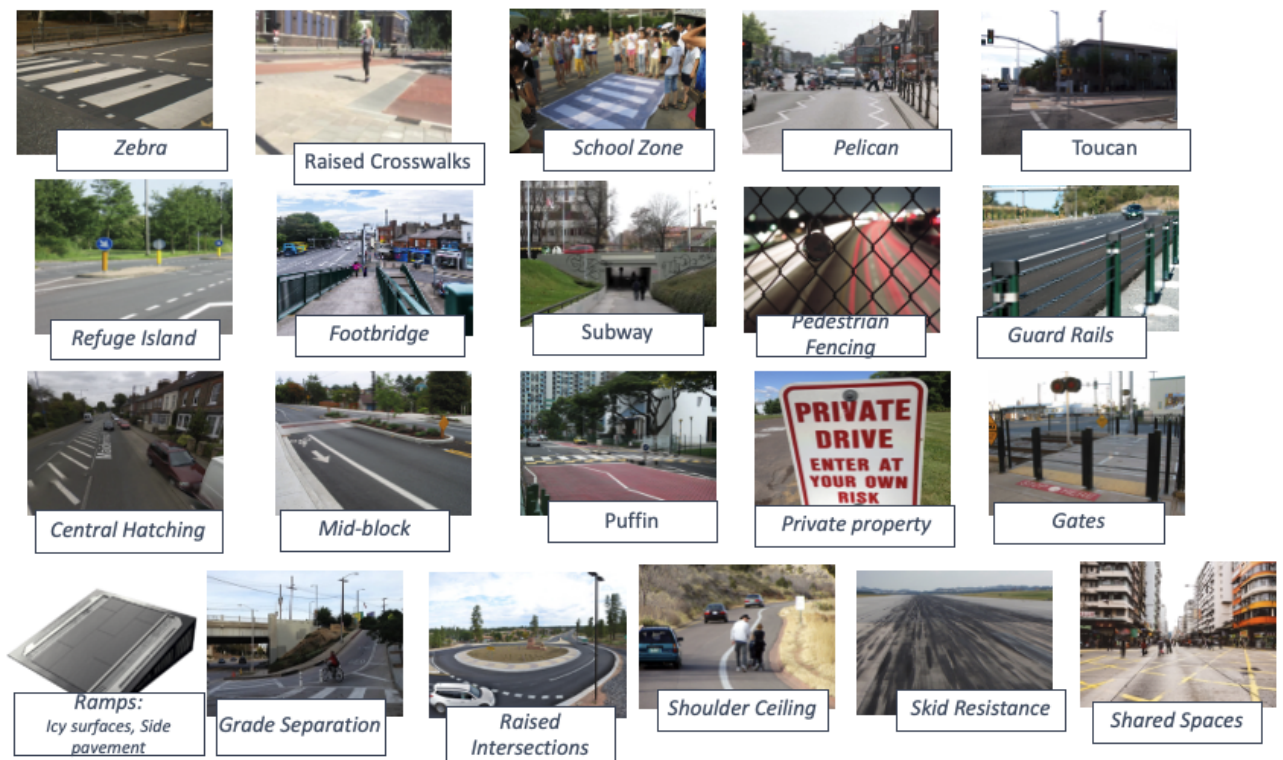 Zebra
Raised Crosswalks
School Zone
Pelican
Toucan
Refuge Island
Footbridge
Subway
Pedestrian
Fencing
Guard Rails
Central Hatching
Mid-block
Puffin
PRIVATE
DRIVE
ENTER AT
YOUR OWN
RISK
Private property
Gates
Ramps:
Icy surfaces, Side
pavement
Grade Separation
Raised
Intersections
Shoulder Ceiling
Skid Resistance
Shared Spaces